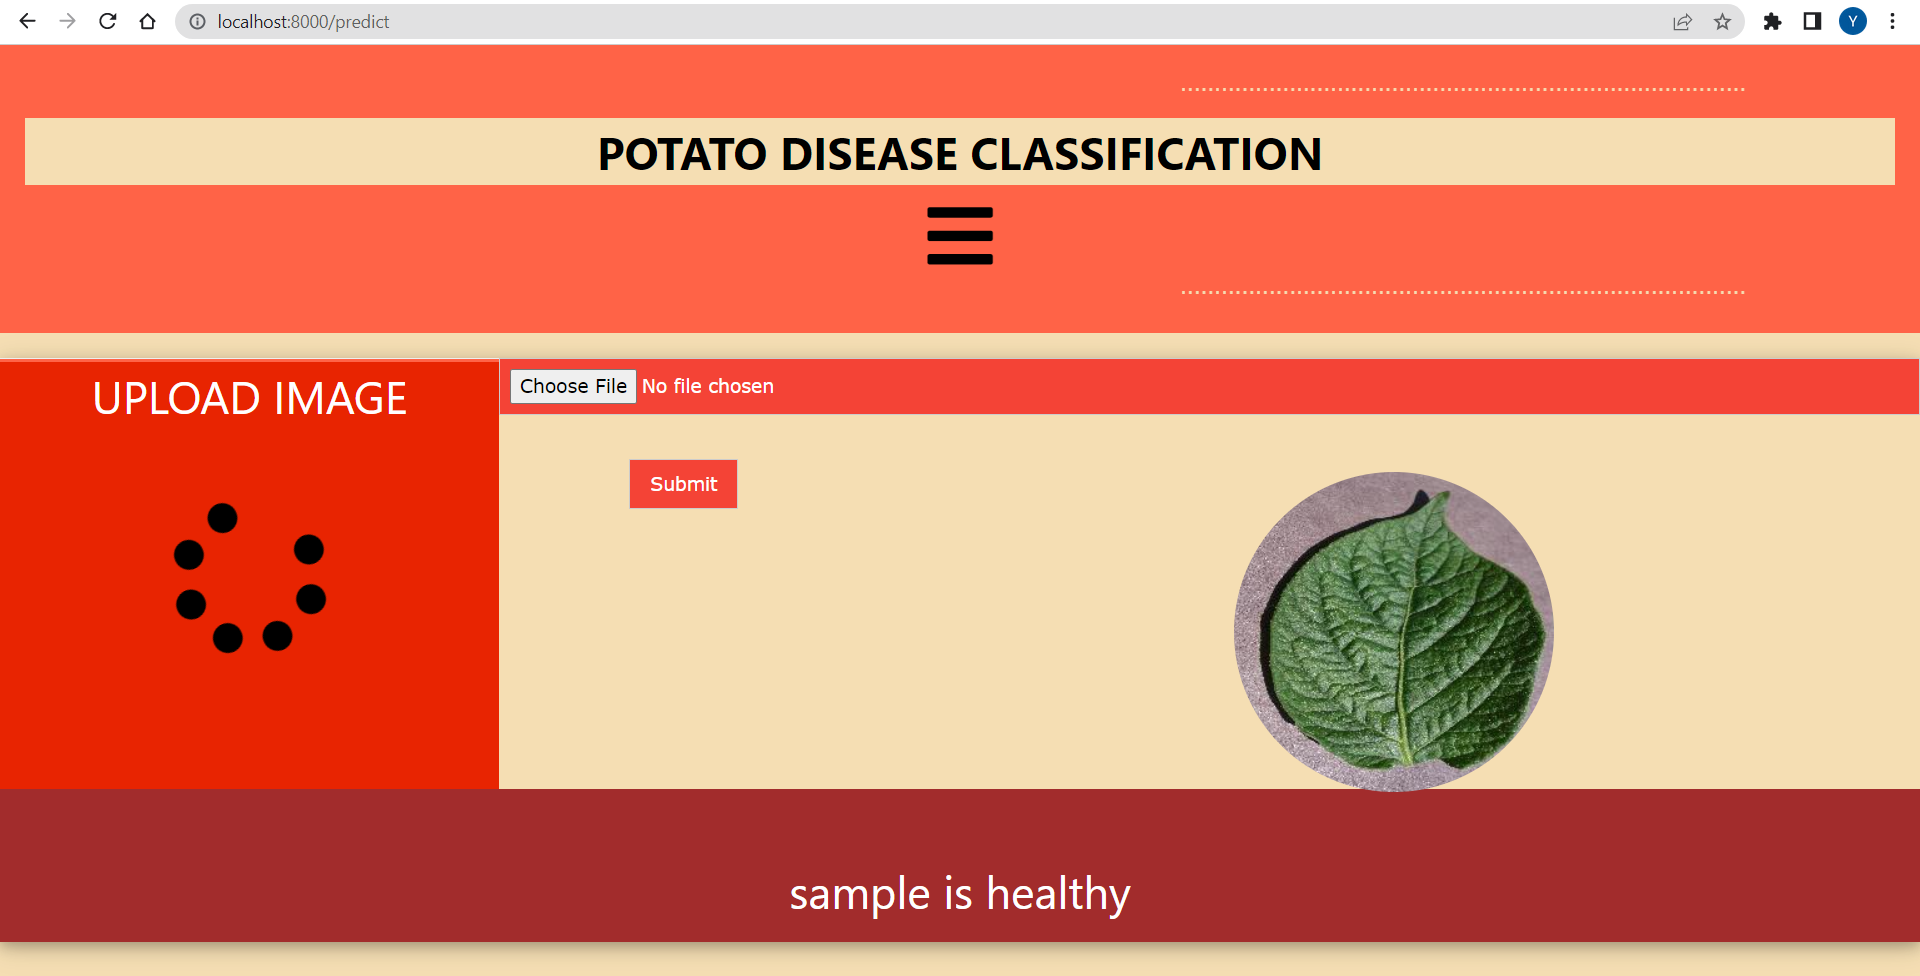 localhost:8000/predict
Y
POTATO DISEASE CLASSIFICATION
UPLOAD IMAGE
Choose File No file chosen
Submit
sample is healthy